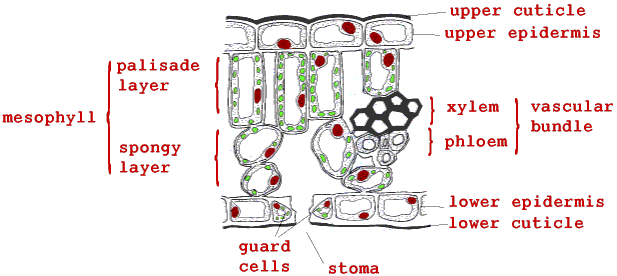 upper cuticle
upper epidermis
palisade
layer
mesophyll
xylem
vascular
bundle
phloem
spongy
layer
lower epidermis
lower cuticle
guard
cells
stoma